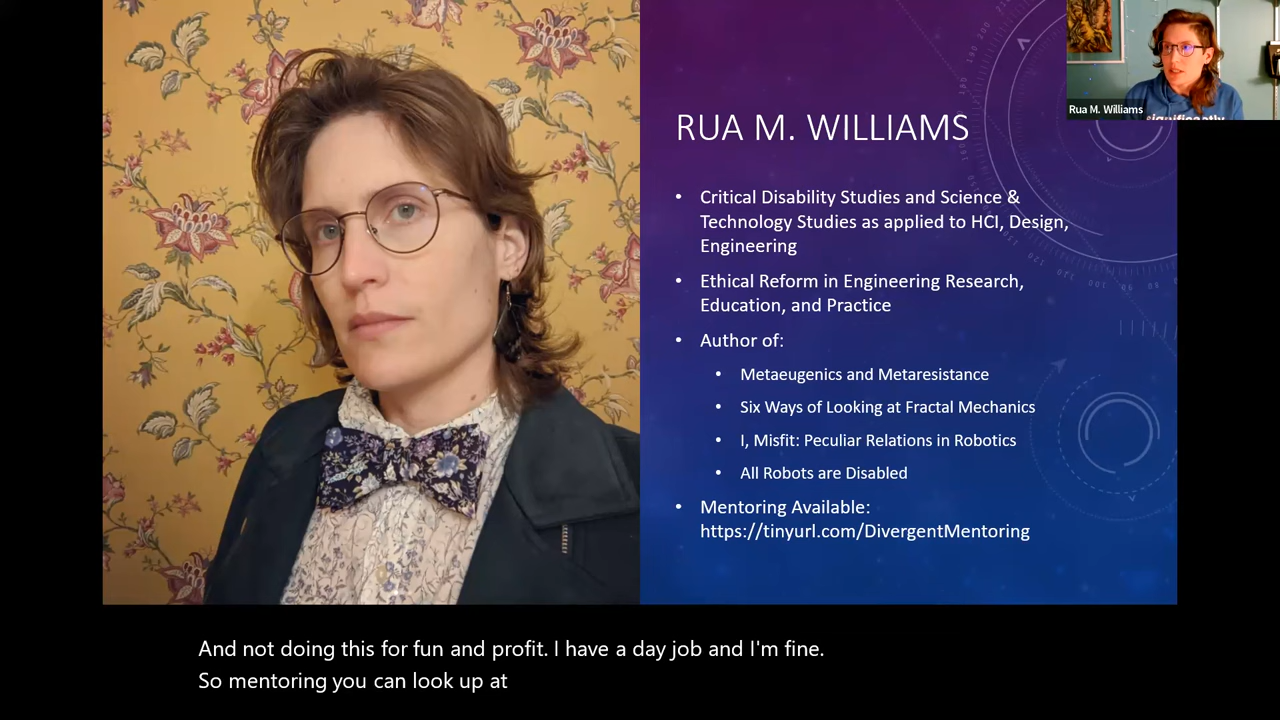 RUA M. WILLIAMS
• Critical Disability Studies and Science &
Technology Studies as applied to HCI, Design,
Engineering
• Ethical Reform in Engineering Research,
Education, and Practice
• Author of:
• Metaeugenics and Metaresistance
• Six Ways of Looking at Fractal Mechanics
• I, Misfit: Peculiar Relations in Robotics
• All Robots are Disabled
• Mentoring Available:
https://tinyurl.com/DivergentMentoring
Rua M. Williams
significantly
And not doing this for fun and profit. I have a day job and I'm fine.
So mentoring you can look up at